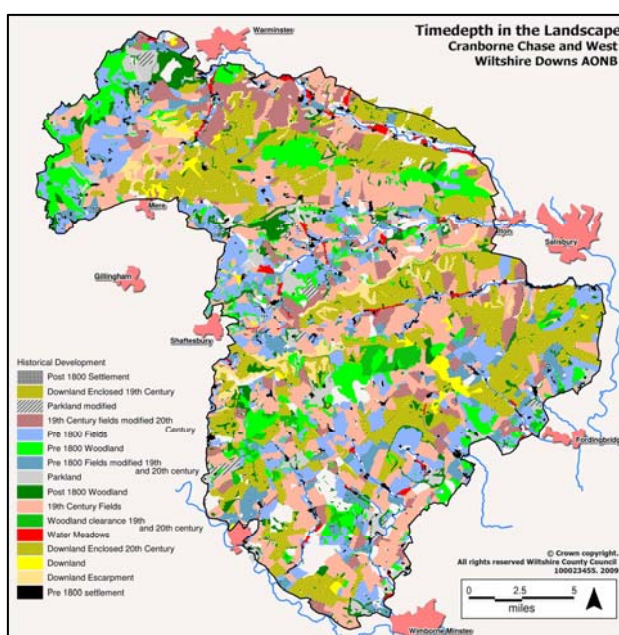 Timedepth in the Landscape
Cranborne Chase and West
Wiltshire Downs AONB
Warminster
Mere
Gillingham
Shaftesbury
ilton
Salisbury
Fordingbridge
Wimborne Minster
Historical Development
Post 1800 Settlement
Downland Enclosed 19th Century
Parkland modified
19th Century fields modified 20th
Century
Pre 1800 Fields
Pre 1800 Woodland
Pre 1800 Fields modified 19th
and 20th century
Parkland
Post 1800 Woodland
19th Century Fields
Woodland clearance 19th
and 20th century
Water Meadows
Downland Enclosed 20th Century
Downland
Downland Escarpment
Pre 1800 settlement
© Crown copyright.
All rights reserved Wiltshire County Council
100023455. 2009
0 2.5 5
miles